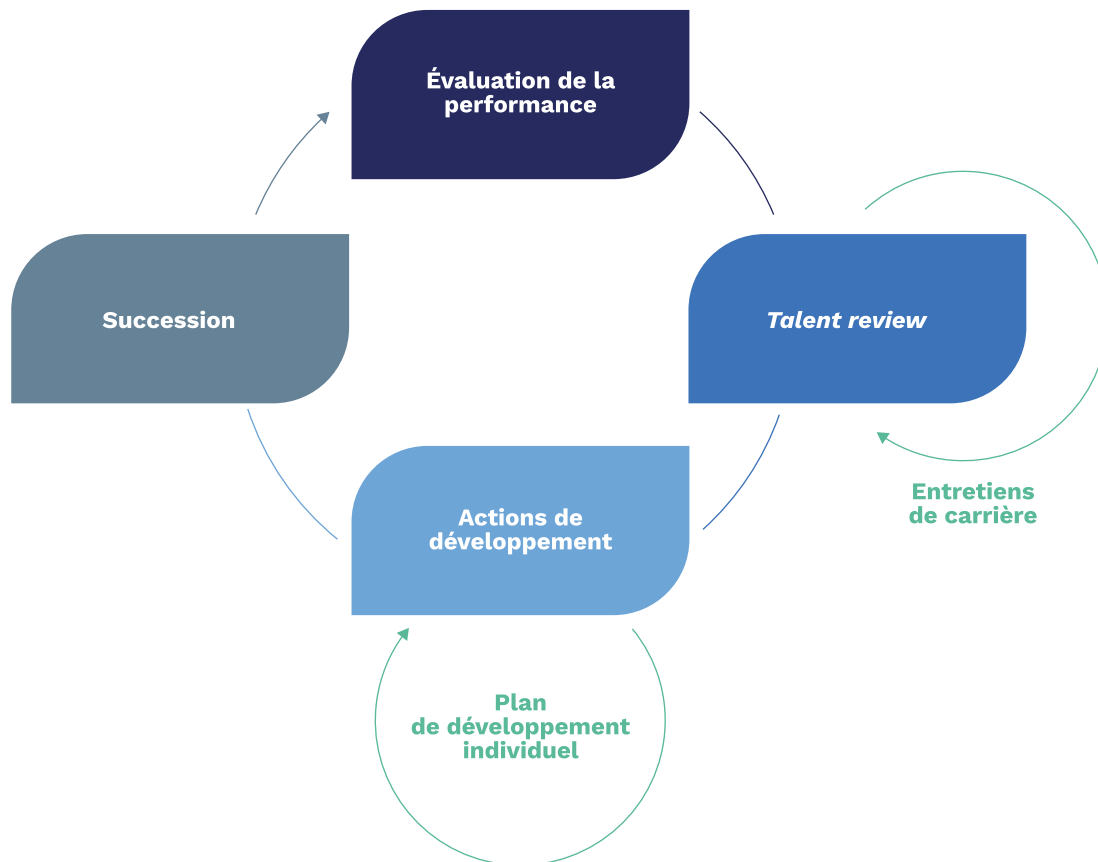 Évaluation de la
performance
Succession
Talent review
Entretiens
de carrière
Actions de
développement
Plan
de développement
individuel